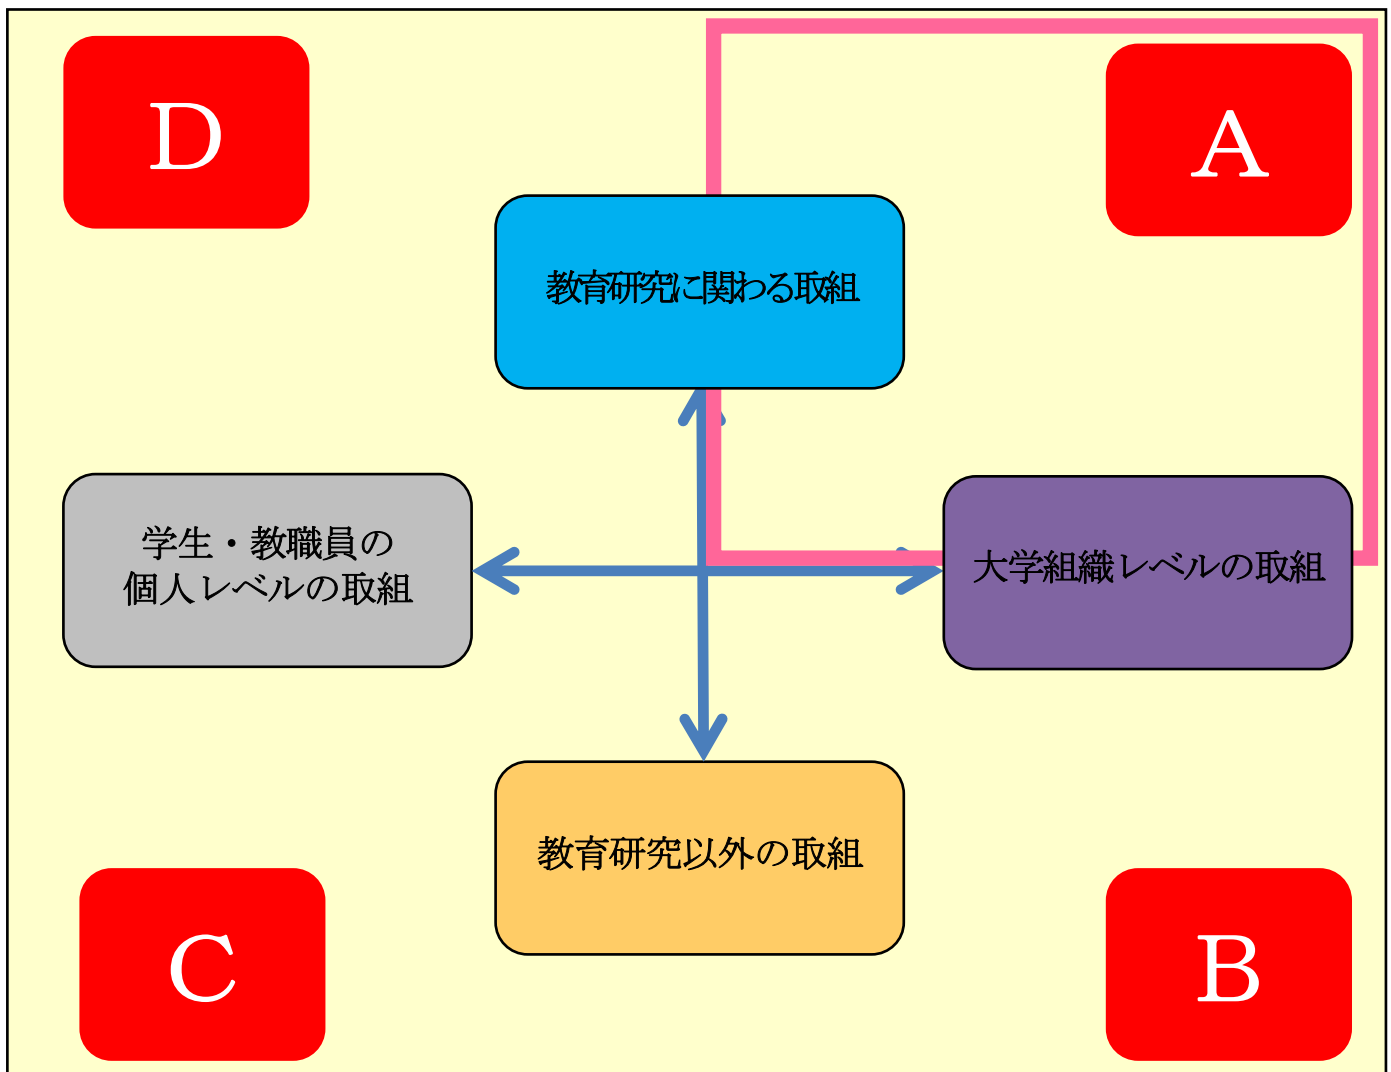 D
A
教育研究に関わる取組
学生・教職員の
個人レベルの取組
大学組織レベルの取組
教育研究以外の取組
C
B